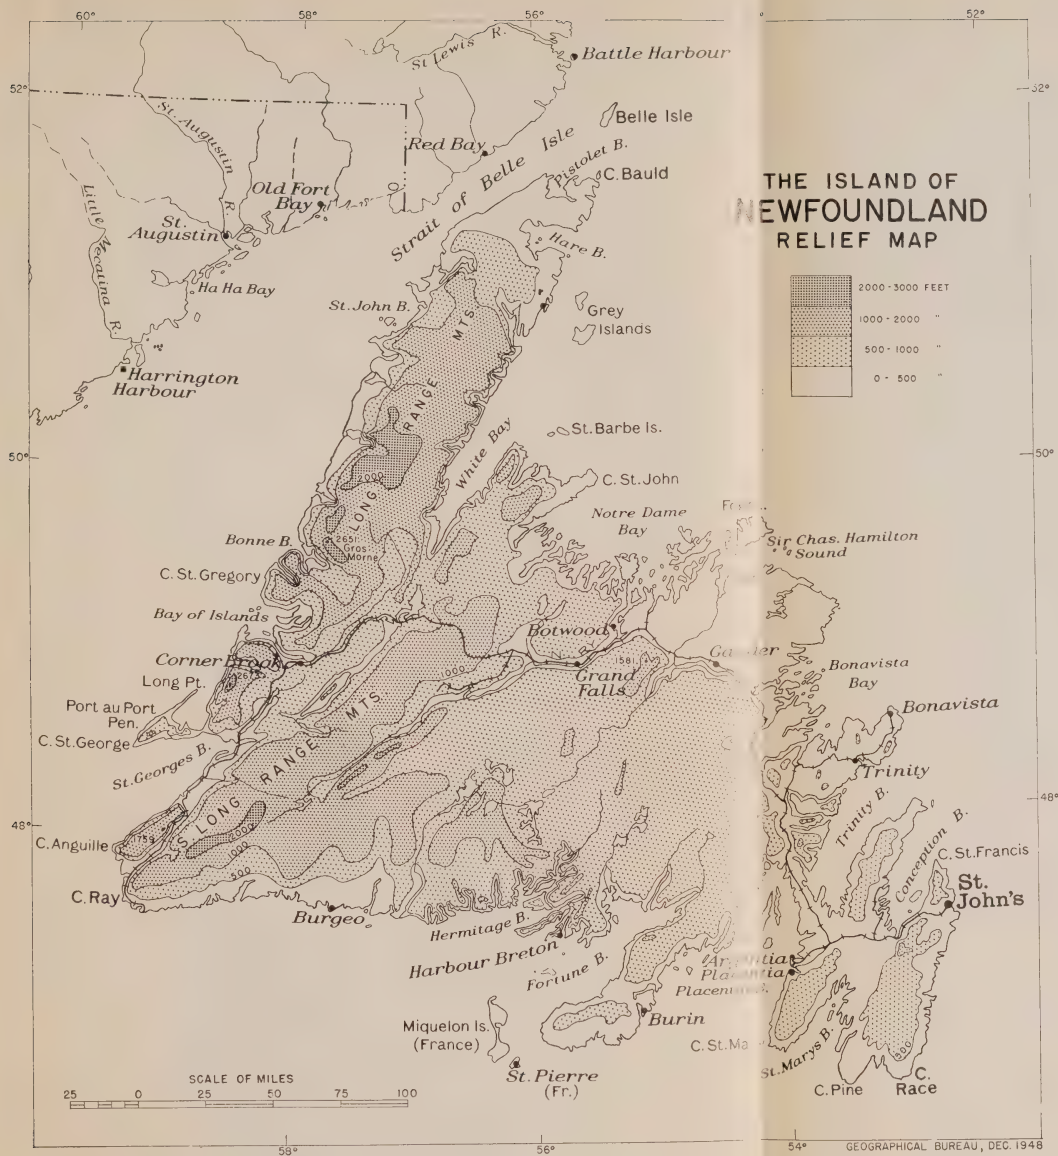 60°
58°
56°
52°
St Lewis R.
Battle Harbour
52°
52°
St. Augustin R.
Belle Isle
Red Bay
Strait of Belle Isle
Pistolet B.
C. Bauld
Old Fort
Bay
Little Mecatina R.
St.
Augustin
THE ISLAND OF
NEWFOUNDLAND
RELIEF MAP
Hare B.
Ha Ha Bay
2000-3000 FEET
1000-2000 "
500-1000 "
0-500 "
St. John B.
Grey
Islands
Harrington
Harbour
LONG RANGE MTS.
St. Barbe Is.
White Bay
50°
50°
2000
C. St. John
Notre Dame
Bay
Bonne B.
2651
Gros
Morne
Sir Chas. Hamilton
Sound
C. St. Gregory
Bay of Islands
Botwood
N R'Y
Corner Brook
1581
Grand
Falls
Bonavista
Bay
Long Pt.
267
Port au Port
Pen.
C. St. George
Bonavista
St. Georges B.
Trinity
LONG RANGE MTS
Trinity B.
Conception B.
48°
48°
C. Anguille
1759
2000
1000
500
C. St. Francis
St.
John's
C. Ray
Burgeo
Hermitage B.
Harbour Breton
Fortune B.
Burin
Miquelon Is.
(France)
St. Pierre
(Fr.)
St. Marys B.
500
C. Pine
C.
Race
SCALE OF MILES
25 0 25 50 75 100
58°
56°
54°
GEOGRAPHICAL BUREAU, DEC. 1948